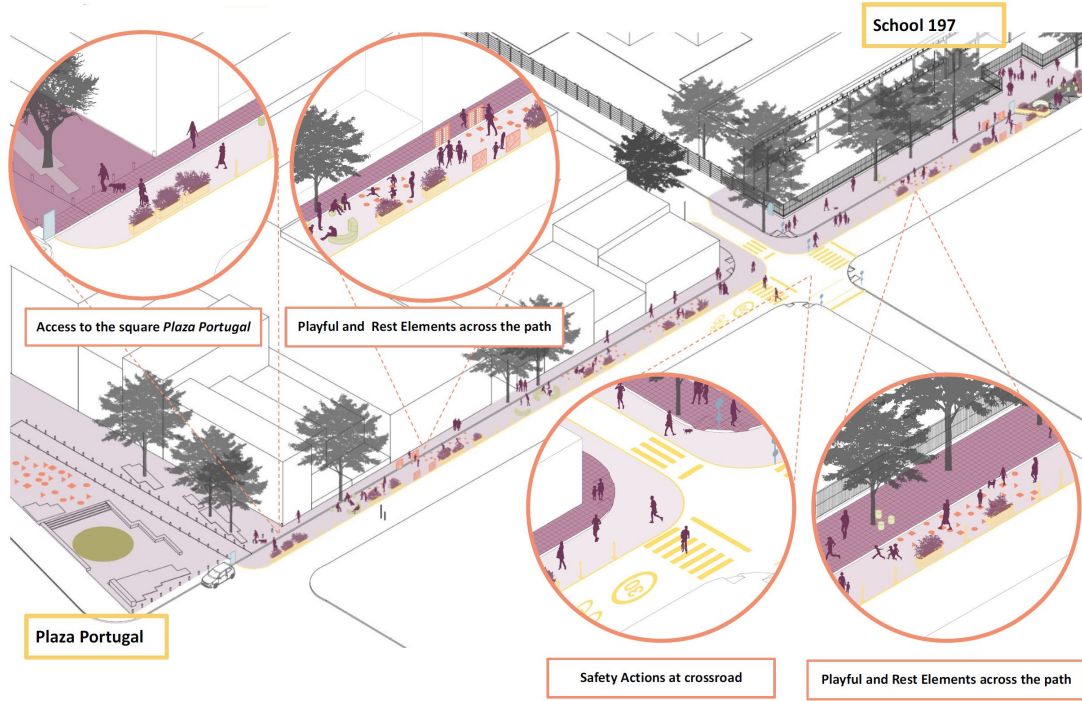 School 197
Access to the square Plaza Portugal
Playful and Rest Elements across the path
Plaza Portugal
30
Safety Actions at crossroad
Playful and Rest Elements across the path